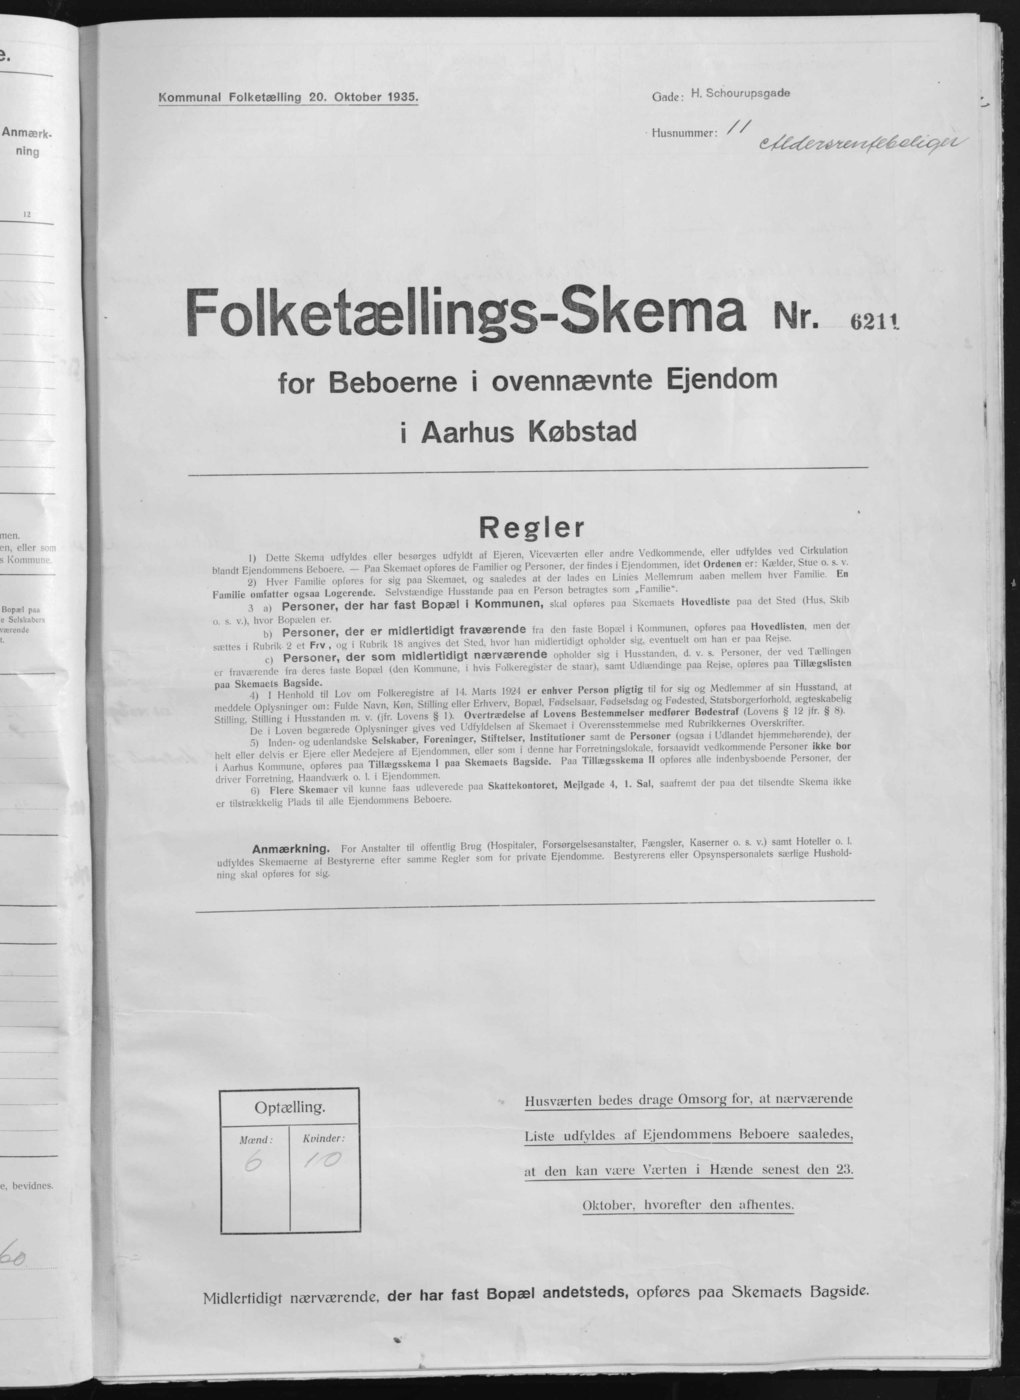 e.
Anmærk-
ning
12
men.
en, eller som
s Kommune.
Bopæl paa
e Selskabers
værende
t.
e, bevidnes.
60
Kommunal Folketælling 20. Oktober 1935.
Gade: H. Schourupsgade
Husnummer: 11
Aldersrenteboliger
Folketællings-Skema Nr. 6211
for Beboerne i ovennævnte Ejendom
i Aarhus Købstad
Regler
1) Dette Skema udfyldes eller besørges udfyldt af Ejeren, Viceværten eller andre Vedkommende, eller udfyldes ved Cirkulation
blandt Ejendommens Beboere. — Paa Skemaet opføres de Familier og Personer, der findes i Ejendommen, idet Ordenen er: Kælder, Stue o. s. v.
2) Hver Familie opføres for sig paa Skemaet, og saaledes at der lades en Linies Mellemrum aaben mellem hver Familie. En
Familie omfatter ogsaa Logerende. Selvstændige Husstande paa en Person betragtes som „Familie“.
3 a) Personer, der har fast Bopæl i Kommunen, skal opføres paa Skemaets Hovedliste paa det Sted (Hus, Skib
o. s. v.), hvor Bopælen er.
b) Personer, der er midlertidigt fraværende fra den faste Bopæl i Kommunen, opføres paa Hovedlisten, men der
sættes i Rubrik 2 et Frv., og i Rubrik 18 angives det Sted, hvor han midlertidigt opholder sig, eventuelt om han er paa Rejse.
c) Personer, der som midlertidigt nærværende opholder sig i Husstanden, d. v. s. Personer, der ved Tællingen
er fraværende fra deres faste Bopæl (den Kommune, i hvis Folkeregister de staar), samt Udlændinge paa Rejse, opføres paa Tillægslisten
paa Skemaets Bagside.
4) I Henhold til Lov om Folkeregistre af 14. Marts 1924 er enhver Person pligtig til for sig og Medlemmer af sin Husstand, at
meddele Oplysninger om: Fulde Navn, Køn, Stilling eller Erhverv, Bopæl, Fødselsaar, Fødselsdag og Fødested, Statsborgerforhold, ægteskabelig
Stilling, Stilling i Husstanden m. v. (jfr. Lovens § 1). Overtrædelse af Lovens Bestemmelser medfører Bødestraf (Lovens § 12 jfr. § 8).
De i Loven begærede Oplysninger gives ved Udfyldelsen af Skemaet i Overensstemmelse med Rubrikkernes Overskrifter.
5) Inden- og udenlandske Selskaber, Foreninger, Stiftelser, Institutioner samt de Personer (ogsaa i Udlandet hjemmehørende), der
helt eller delvis er Ejere eller Medejere af Ejendommen, eller som i denne har Forretningslokale, forsaavidt vedkommende Personer ikke bor
i Aarhus Kommune, opføres paa Tillægsskema I paa Skemaets Bagside. Paa Tillægsskema II opføres alle indenbysboende Personer, der
driver Forretning, Haandværk o. l. i Ejendommen.
6) Flere Skemaer vil kunne faas udleverede paa Skattekontoret, Mejlgade 4, 1. Sal, saafremt der paa det tilsendte Skema ikke
er tilstrækkelig Plads til alle Ejendommens Beboere.
Anmærkning. For Anstalter til offentlig Brug (Hospitaler, Forsørgelsesanstalter, Fængsler, Kaserner o. s. v.) samt Hoteller o. l.
udfyldes Skemaerne af Bestyrerne efter samme Regler som for private Ejendomme. Bestyrerens eller Opsynspersonalets særlige Hushold-
ning skal opføres for sig.
Optælling.
Mænd: Kvinder:
6 10
Husværten bedes drage Omsorg for, at nærværende
Liste udfyldes af Ejendommens Beboere saaledes,
at den kan være Værten i Hænde senest den 23.
Oktober, hvorefter den afhentes.
Midlertidigt nærværende, der har fast Bopæl andetsteds, opføres paa Skemaets Bagside.